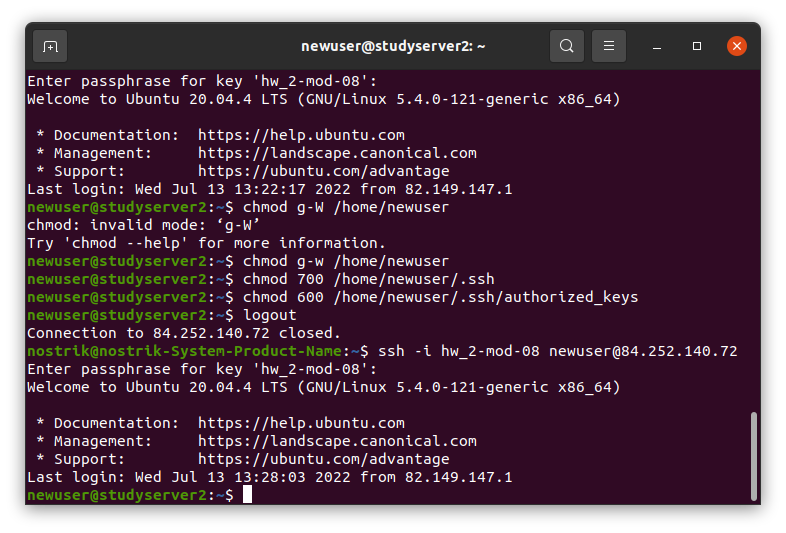 newuser@studyserver2: ~
Enter passphrase for key 'hw_2-mod-08':
Welcome to Ubuntu 20.04.4 LTS (GNU/Linux 5.4.0-121-generic x86_64)
 * Documentation:  https://help.ubuntu.com
 * Management:     https://landscape.canonical.com
 * Support:        https://ubuntu.com/advantage
Last login: Wed Jul 13 13:22:17 2022 from 82.149.147.1
newuser@studyserver2:~$ chmod g-W /home/newuser
chmod: invalid mode: ‘g-W’
Try 'chmod --help' for more information.
newuser@studyserver2:~$ chmod g-w /home/newuser
newuser@studyserver2:~$ chmod 700 /home/newuser/.ssh
newuser@studyserver2:~$ chmod 600 /home/newuser/.ssh/authorized_keys
newuser@studyserver2:~$ logout
Connection to 84.252.140.72 closed.
nostrik@nostrik-System-Product-Name:~$ ssh -i hw_2-mod-08 newuser@84.252.140.72
Enter passphrase for key 'hw_2-mod-08':
Welcome to Ubuntu 20.04.4 LTS (GNU/Linux 5.4.0-121-generic x86_64)
 * Documentation:  https://help.ubuntu.com
 * Management:     https://landscape.canonical.com
 * Support:        https://ubuntu.com/advantage
Last login: Wed Jul 13 13:28:03 2022 from 82.149.147.1
newuser@studyserver2:~$